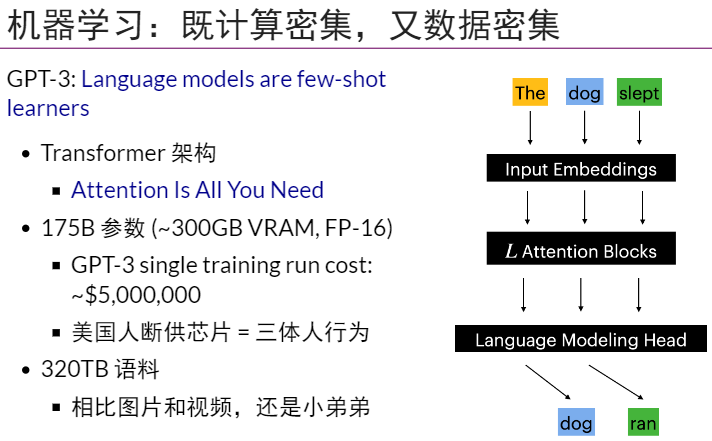 机器学习：既计算密集，又数据密集
GPT-3: Language models are few-shot
learners
• Transformer 架构
▪ Attention Is All You Need
• 175B 参数 (~300GB VRAM, FP-16)
▪ GPT-3 single training run cost:
~$5,000,000
▪ 美国人断供芯片 = 三体人行为
• 320TB 语料
▪ 相比图片和视频，还是小弟弟
The dog slept
Input Embeddings
L Attention Blocks
Language Modeling Head
dog ran